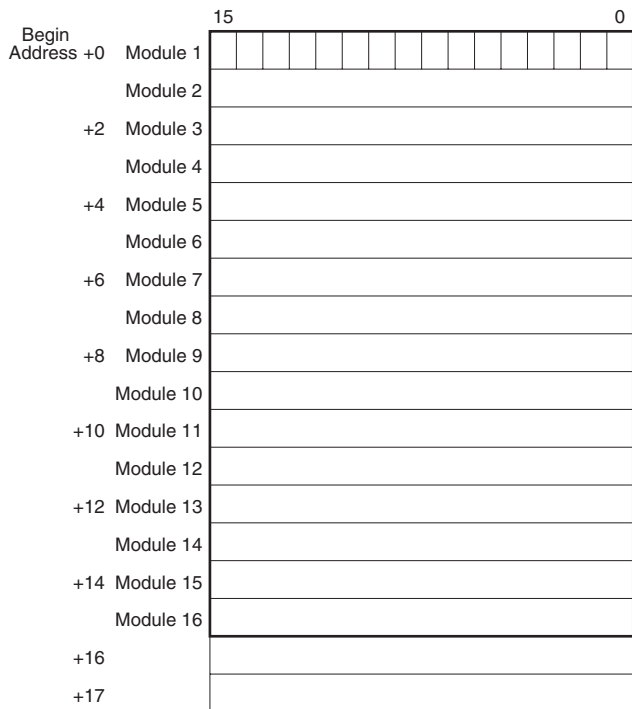 15 0
Begin
Address +0 Module 1
Module 2
+2 Module 3
Module 4
+4 Module 5
Module 6
+6 Module 7
Module 8
+8 Module 9
Module 10
+10 Module 11
Module 12
+12 Module 13
Module 14
+14 Module 15
Module 16
+16
+17